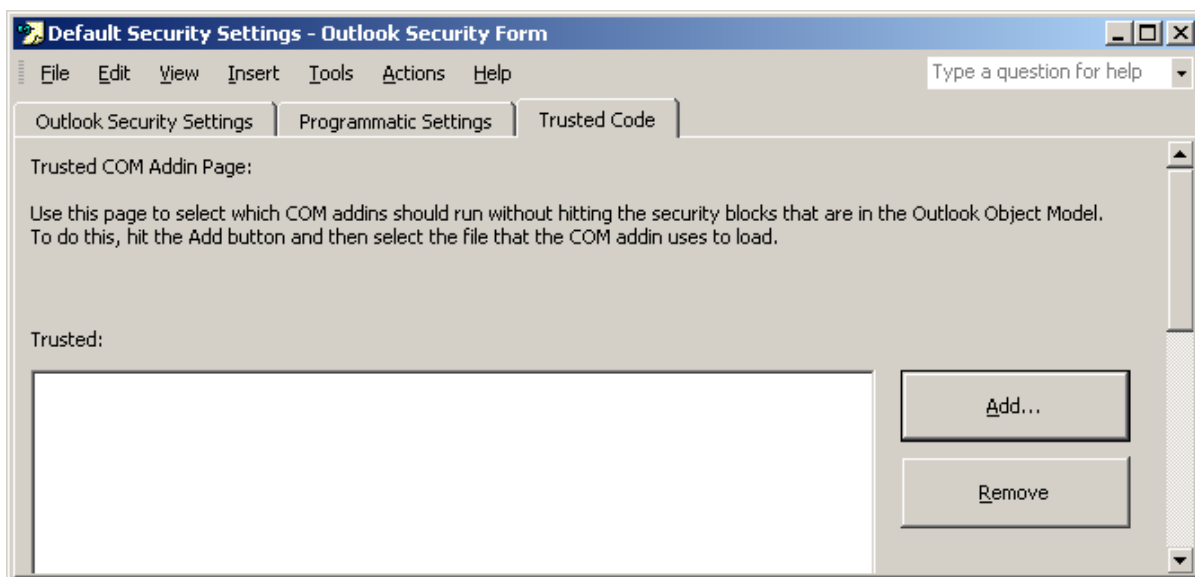 Default Security Settings - Outlook Security Form
File Edit View Insert Tools Actions Help
Type a question for help
Outlook Security Settings
Programmatic Settings
Trusted Code
Trusted COM Addin Page:
Use this page to select which COM addins should run without hitting the security blocks that are in the Outlook Object Model.
To do this, hit the Add button and then select the file that the COM addin uses to load.
Trusted:
Add...
Remove